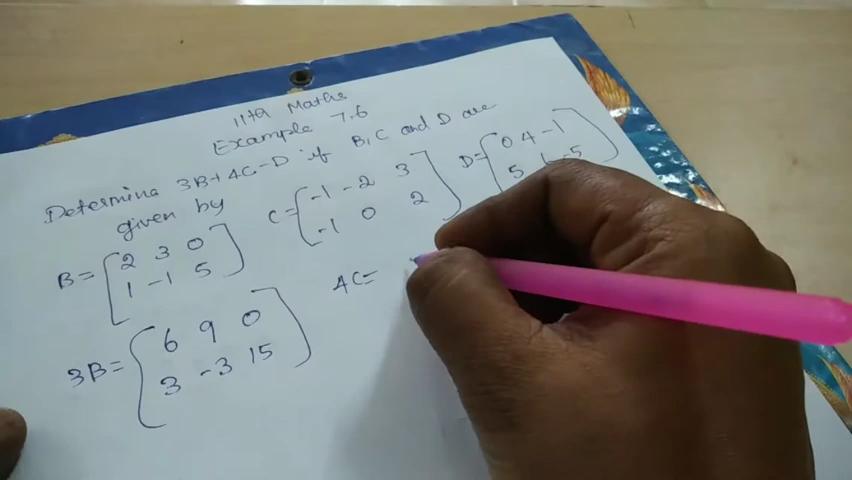 11th Maths
Example 7.6
Determine 3B+4C-D if B, C and D are
given by
B= [2 3 0
1 -1 5]
C= [-1 -2 3
-1 0 2]
D= [0 4 -1
5 -5
3B= [6 9 0
3 -3 15]
4C=